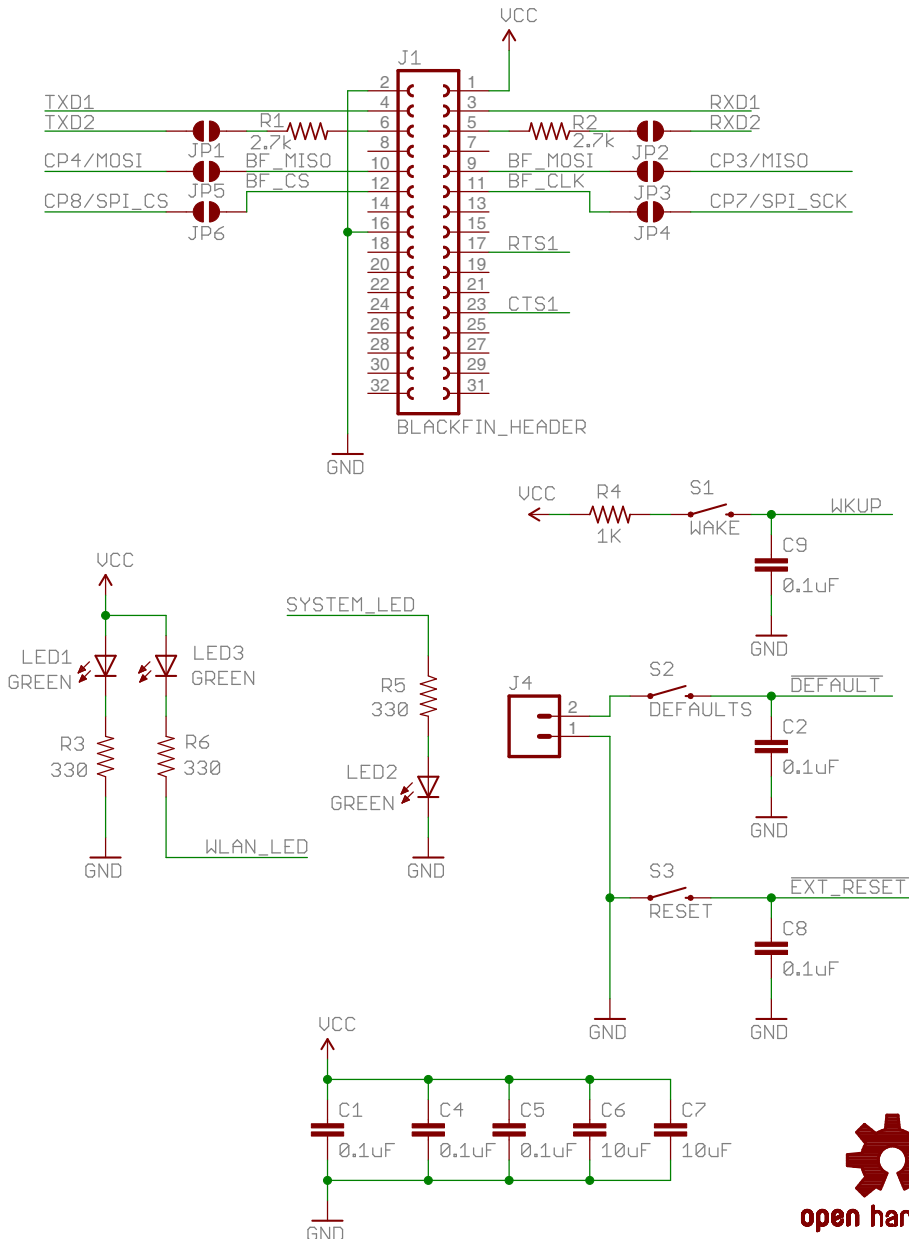 VCC
J1
2 1
TXD1 4 3 RXD1
TXD2 R1 6 5 R2 RXD2
2.7k 2.7k
JP1 8 7 JP2
CP4/MOSI BF_MISO 10 9 BF_MOSI CP3/MISO
JP5 BF_CS 12 11 BF_CLK JP3
CP8/SPI_CS 14 13 CP7/SPI_SCK
JP6 16 15 JP4
18 17 RTS1
20 19
22 21
24 23 CTS1
26 25
28 27
30 29
32 31
BLACKFIN_HEADER
GND
VCC R4 S1 WKUP
1K WAKE
C9
0.1uF
GND
VCC
LED1 LED3
GREEN GREEN
R3 R6
330 330
WLAN_LED
GND
SYSTEM_LED
R5
330
LED2
GREEN
GND
J4
2
1
S2 DEFAULT
DEFAULTS
C2
0.1uF
GND
S3 EXT_RESET
RESET
C8
0.1uF
GND GND
VCC
C1 C4 C5 C6 C7
0.1uF 0.1uF 0.1uF 10uF 10uF
GND
open har